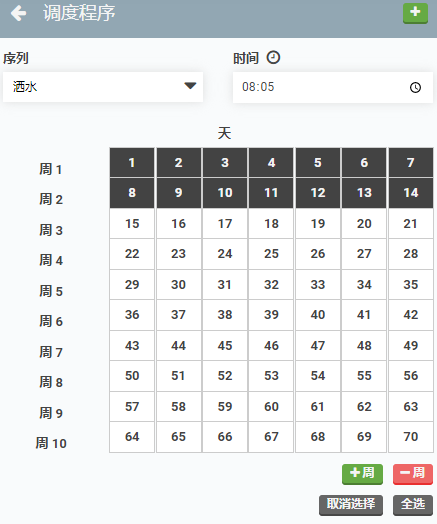 调度程序
序列 时间
洒水 08:05
天
周 1 1 2 3 4 5 6 7
周 2 8 9 10 11 12 13 14
周 3 15 16 17 18 19 20 21
周 4 22 23 24 25 26 27 28
周 5 29 30 31 32 33 34 35
周 6 36 37 38 39 40 41 42
周 7 43 44 45 46 47 48 49
周 8 50 51 52 53 54 55 56
周 9 57 58 59 60 61 62 63
周 10 64 65 66 67 68 69 70
+周 −周
取消选择 全选